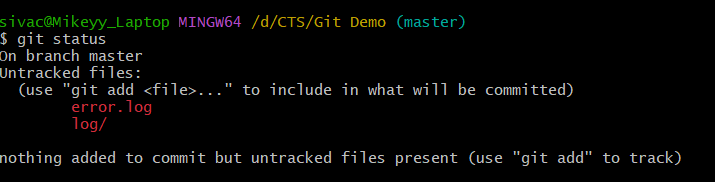 sivac@Mikeyy_Laptop MINGW64 /d/CTS/Git Demo (master)
$ git status
On branch master
Untracked files:
  (use "git add <file>..." to include in what will be committed)
        error.log
        log/

nothing added to commit but untracked files present (use "git add" to track)